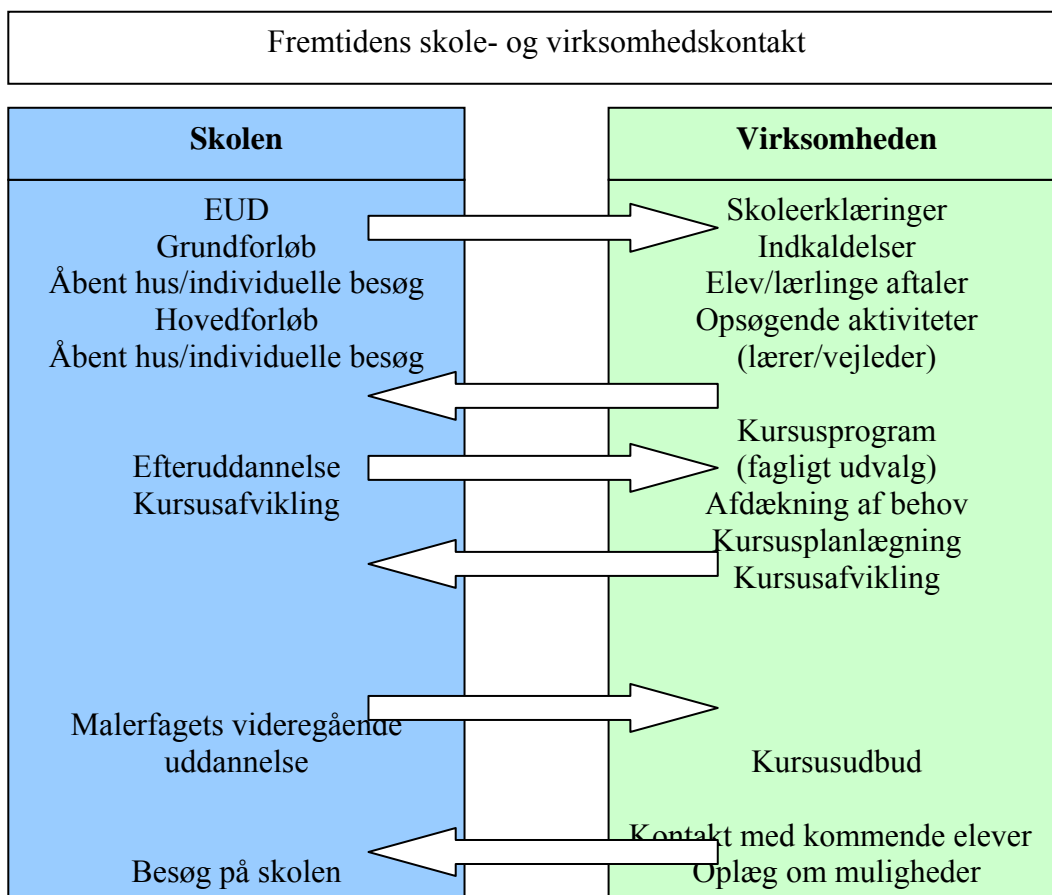 Fremtidens skole- og virksomhedskontakt
Skolen
EUD
Grundforløb
Åbent hus/individuelle besøg
Hovedforløb
Åbent hus/individuelle besøg
Efteruddannelse
Kursusafvikling
Malerfagets videregående
uddannelse
Besøg på skolen
Virksomheden
Skoleerklæringer
Indkaldelser
Elev/lærlinge aftaler
Opsøgende aktiviteter
(lærer/vejleder)
Kursusprogram
(fagligt udvalg)
Afdækning af behov
Kursusplanlægning
Kursusafvikling
Kursusudbud
Kontakt med kommende elever
Oplæg om muligheder